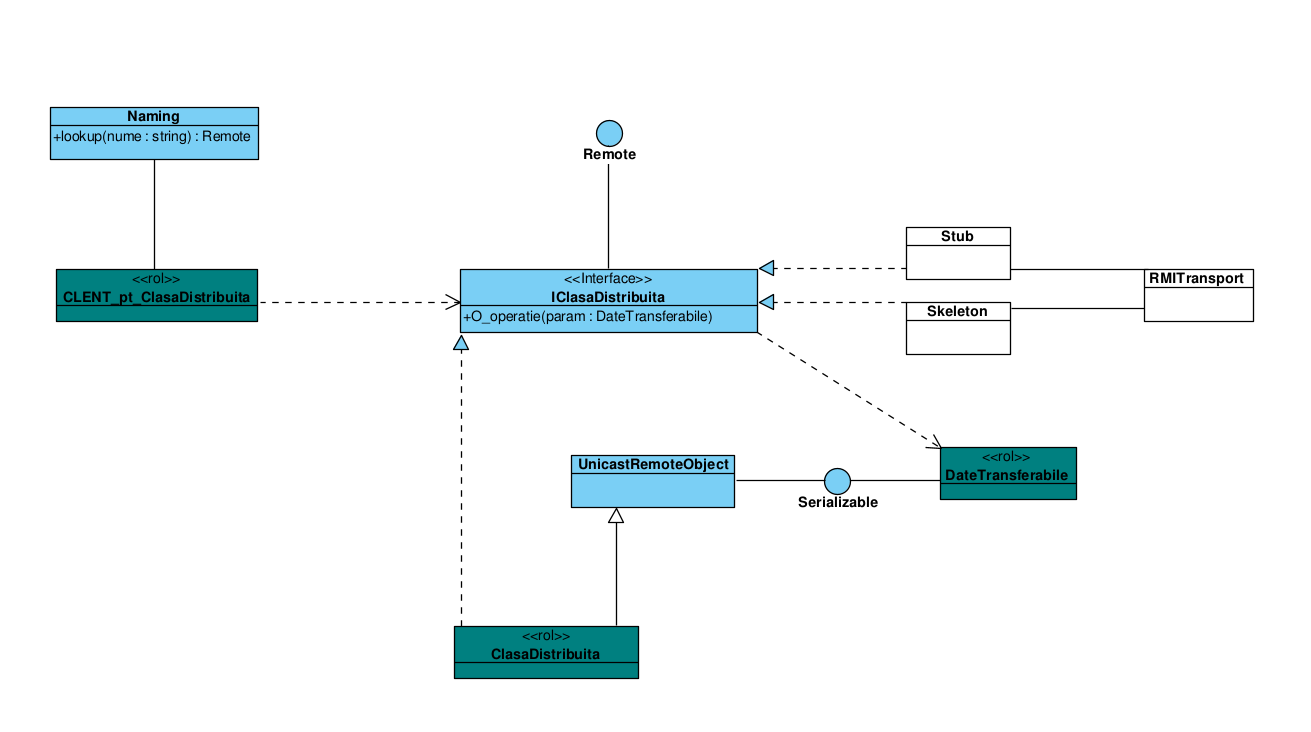 Naming
+lookup(nume : string) : Remote
Remote
Stub
<<rol>>
CLENT_pt_ClasaDistribuita
<<Interface>>
IClasaDistribuita
+O_operatie(param : DateTransferabile)
RMITransport
Skeleton
UnicastRemoteObject
Serializable
<<rol>>
DateTransferabile
<<rol>>
ClasaDistribuita